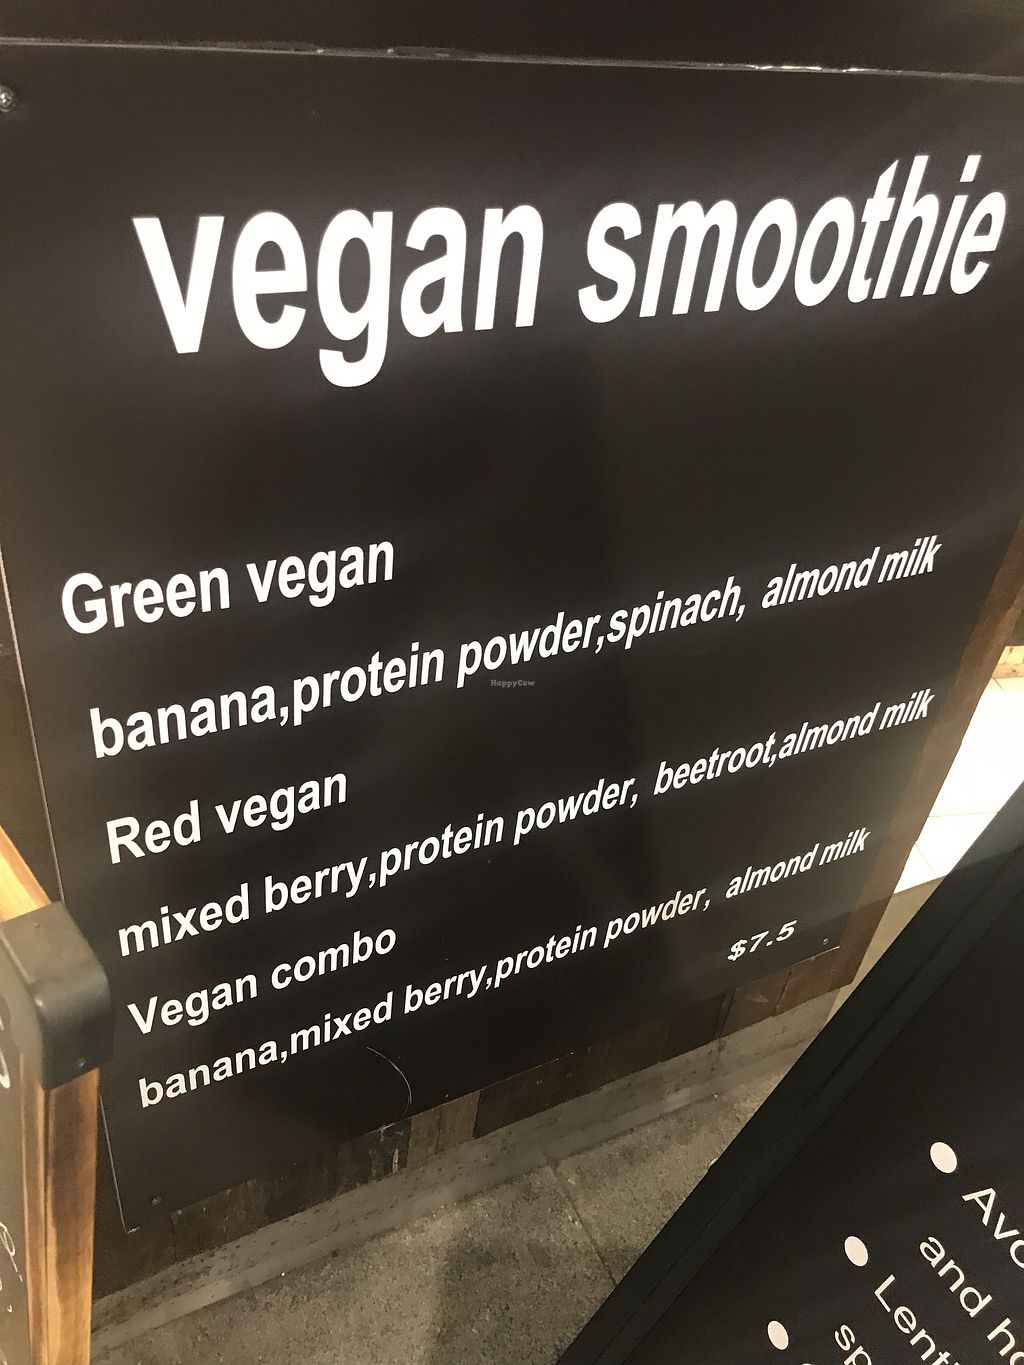 vegan smoothie
Green vegan
banana,protein powder,spinach, almond milk
Red vegan
mixed berry,protein powder, beetroot,almond milk
Vegan combo
banana,mixed berry,protein powder, almond milk
$7.5
HappyCow
and